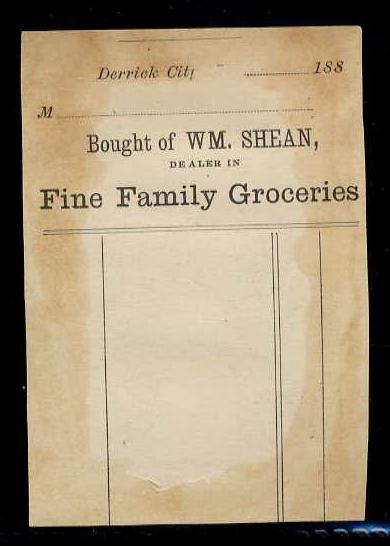 Derrick City 188
M
Bought of WM. SHEAN,
DEALER IN
Fine Family Groceries